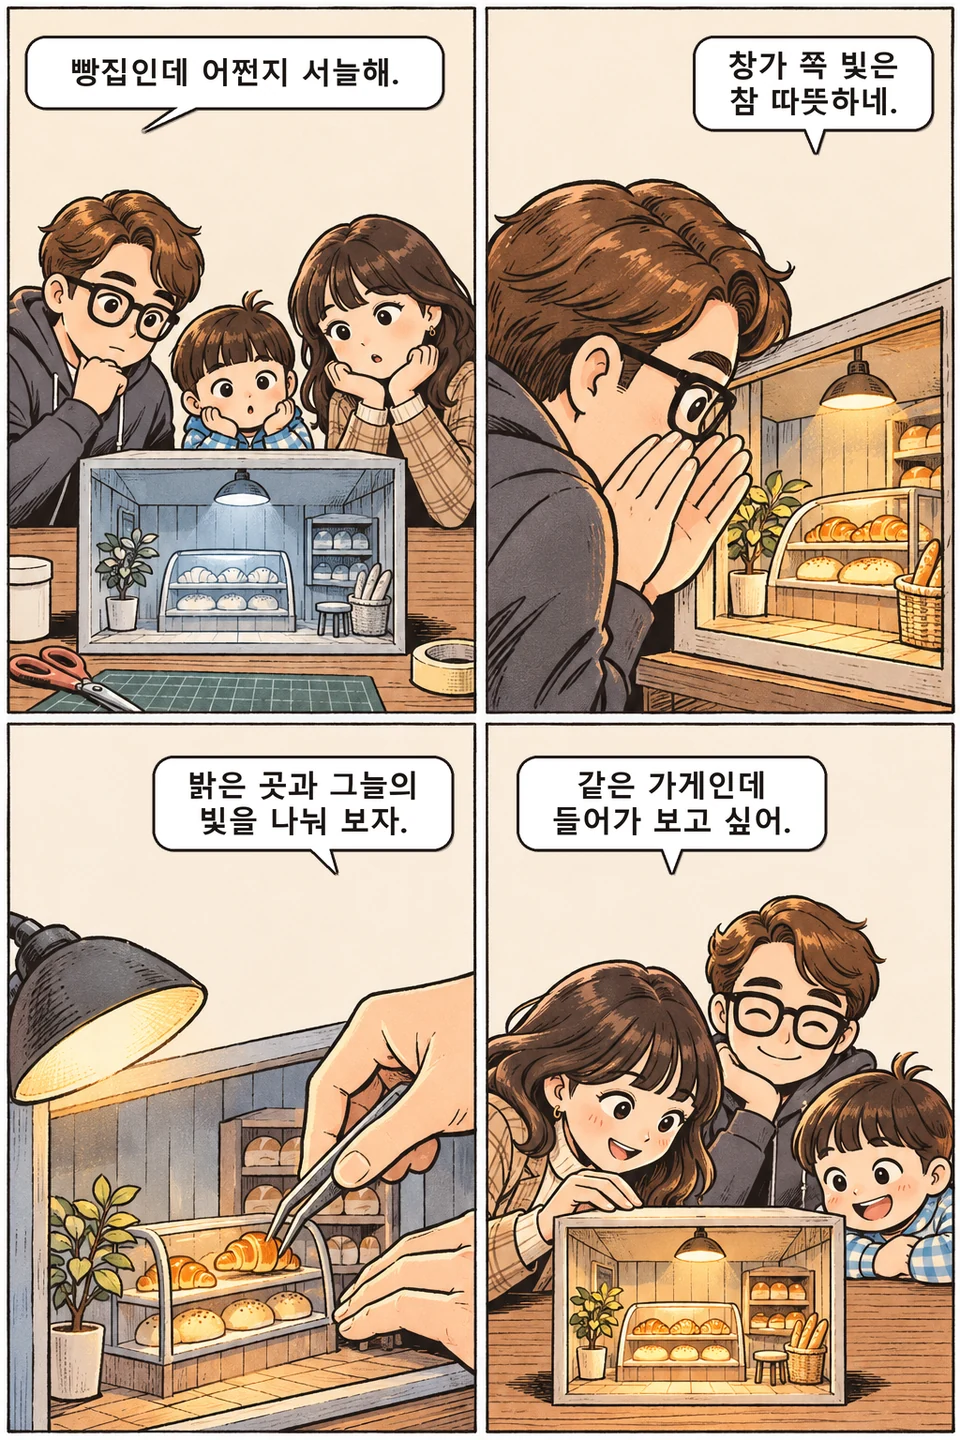 빵집인데 어쩐지 서늘해.
창가 쪽 빛은
참 따뜻하네.
밝은 곳과 그늘의
빛을 나눠 보자.
같은 가게인데
들어가 보고 싶어.